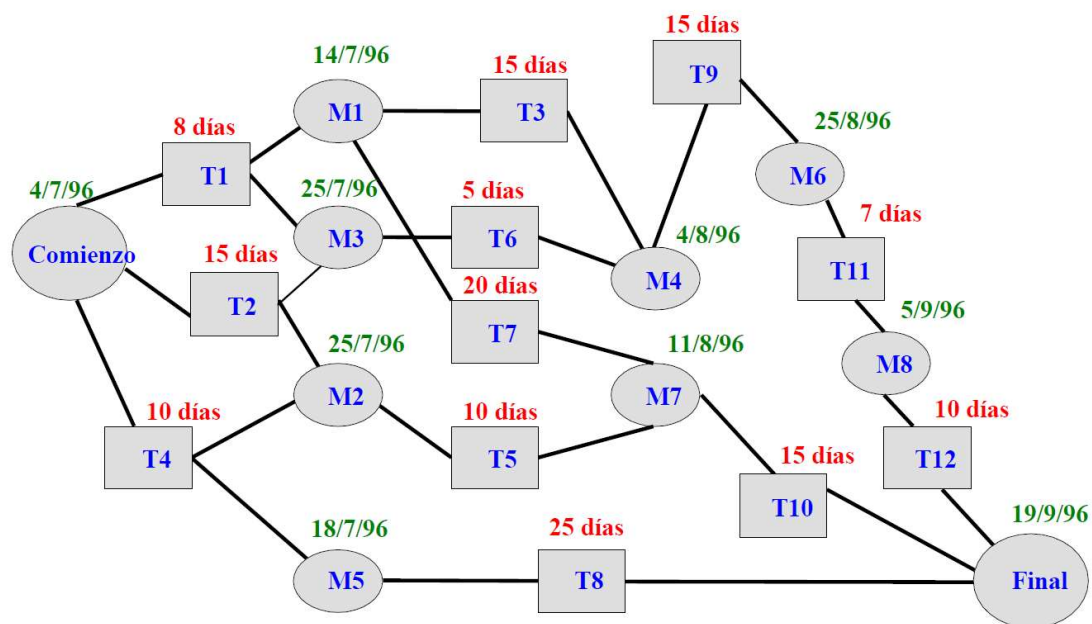 14/7/96
15 días
15 días
T9
M1
T3
8 días
25/8/96
T1
M6
4/7/96
25/7/96
5 días
7 días
M3
T6
4/8/96
Comienzo
15 días
M4
T11
20 días
T2
5/9/96
T7
25/7/96
11/8/96
M8
M2
M7
10 días
10 días
10 días
T4
T5
15 días
T12
T10
18/7/96
25 días
19/9/96
M5
T8
Final